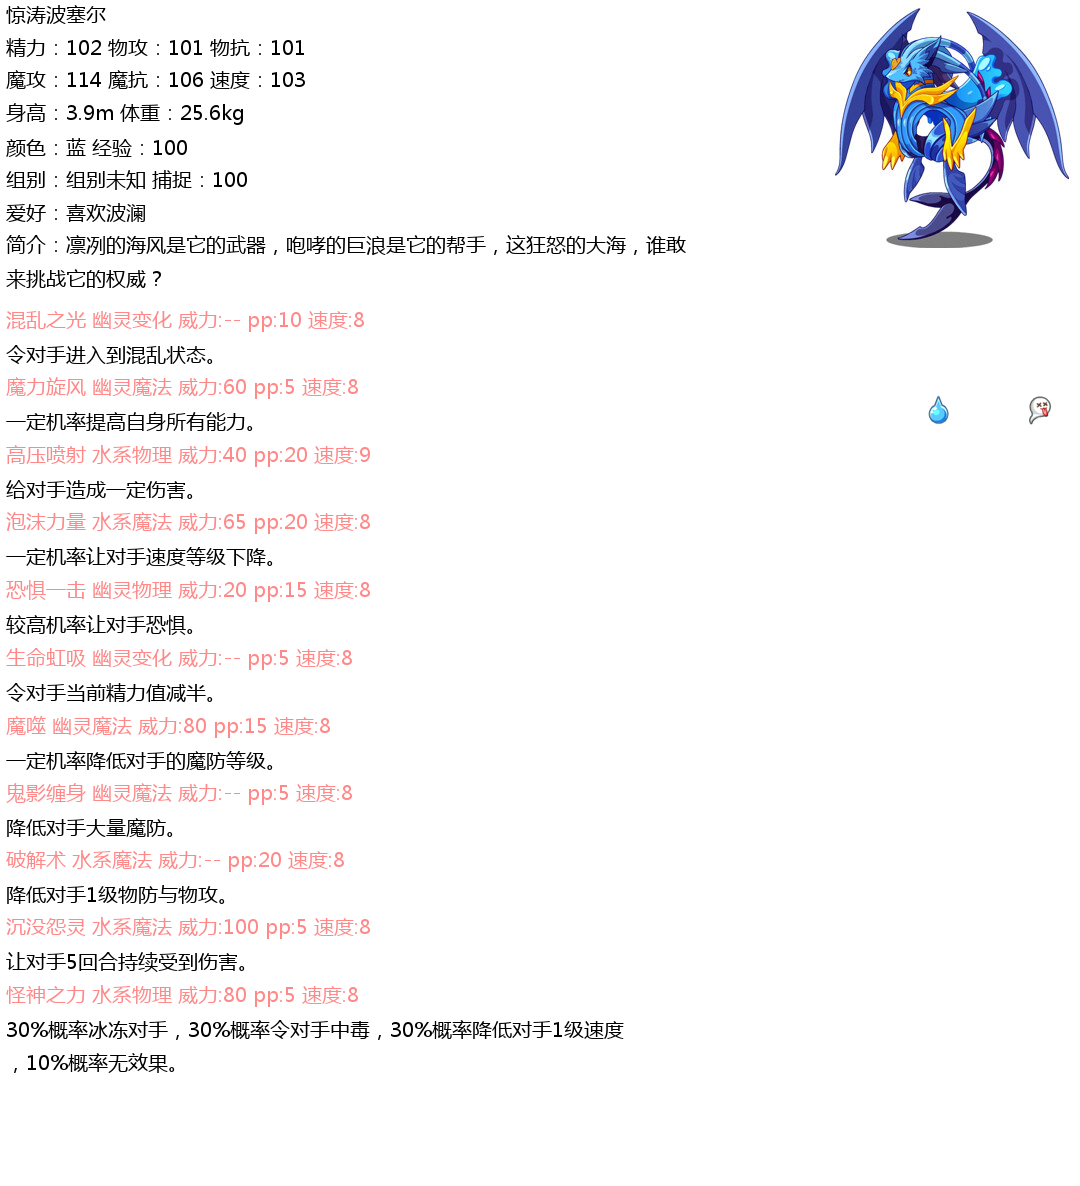 惊涛波塞尔
精力：102 物攻：101 物抗：101
魔攻：114 魔抗：106 速度：103
身高：3.9m 体重：25.6kg
颜色：蓝 经验：100
组别：组别未知 捕捉：100
爱好：喜欢波澜
简介：凛冽的海风是它的武器，咆哮的巨浪是它的帮手，这狂怒的大海，谁敢
来挑战它的权威？
混乱之光 幽灵变化 威力:-- pp:10 速度:8
令对手进入到混乱状态。
魔力旋风 幽灵魔法 威力:60 pp:5 速度:8
一定机率提高自身所有能力。
高压喷射 水系物理 威力:40 pp:20 速度:9
给对手造成一定伤害。
泡沫力量 水系魔法 威力:65 pp:20 速度:8
一定机率让对手速度等级下降。
恐惧一击 幽灵物理 威力:20 pp:15 速度:8
较高机率让对手恐惧。
生命虹吸 幽灵变化 威力:-- pp:5 速度:8
令对手当前精力值减半。
魔噬 幽灵魔法 威力:80 pp:15 速度:8
一定机率降低对手的魔防等级。
鬼影缠身 幽灵魔法 威力:-- pp:5 速度:8
降低对手大量魔防。
破解术 水系魔法 威力:-- pp:20 速度:8
降低对手1级物防与物攻。
沉没怨灵 水系魔法 威力:100 pp:5 速度:8
让对手5回合持续受到伤害。
怪神之力 水系物理 威力:80 pp:5 速度:8
30%概率冰冻对手，30%概率令对手中毒，30%概率降低对手1级速度
，10%概率无效果。